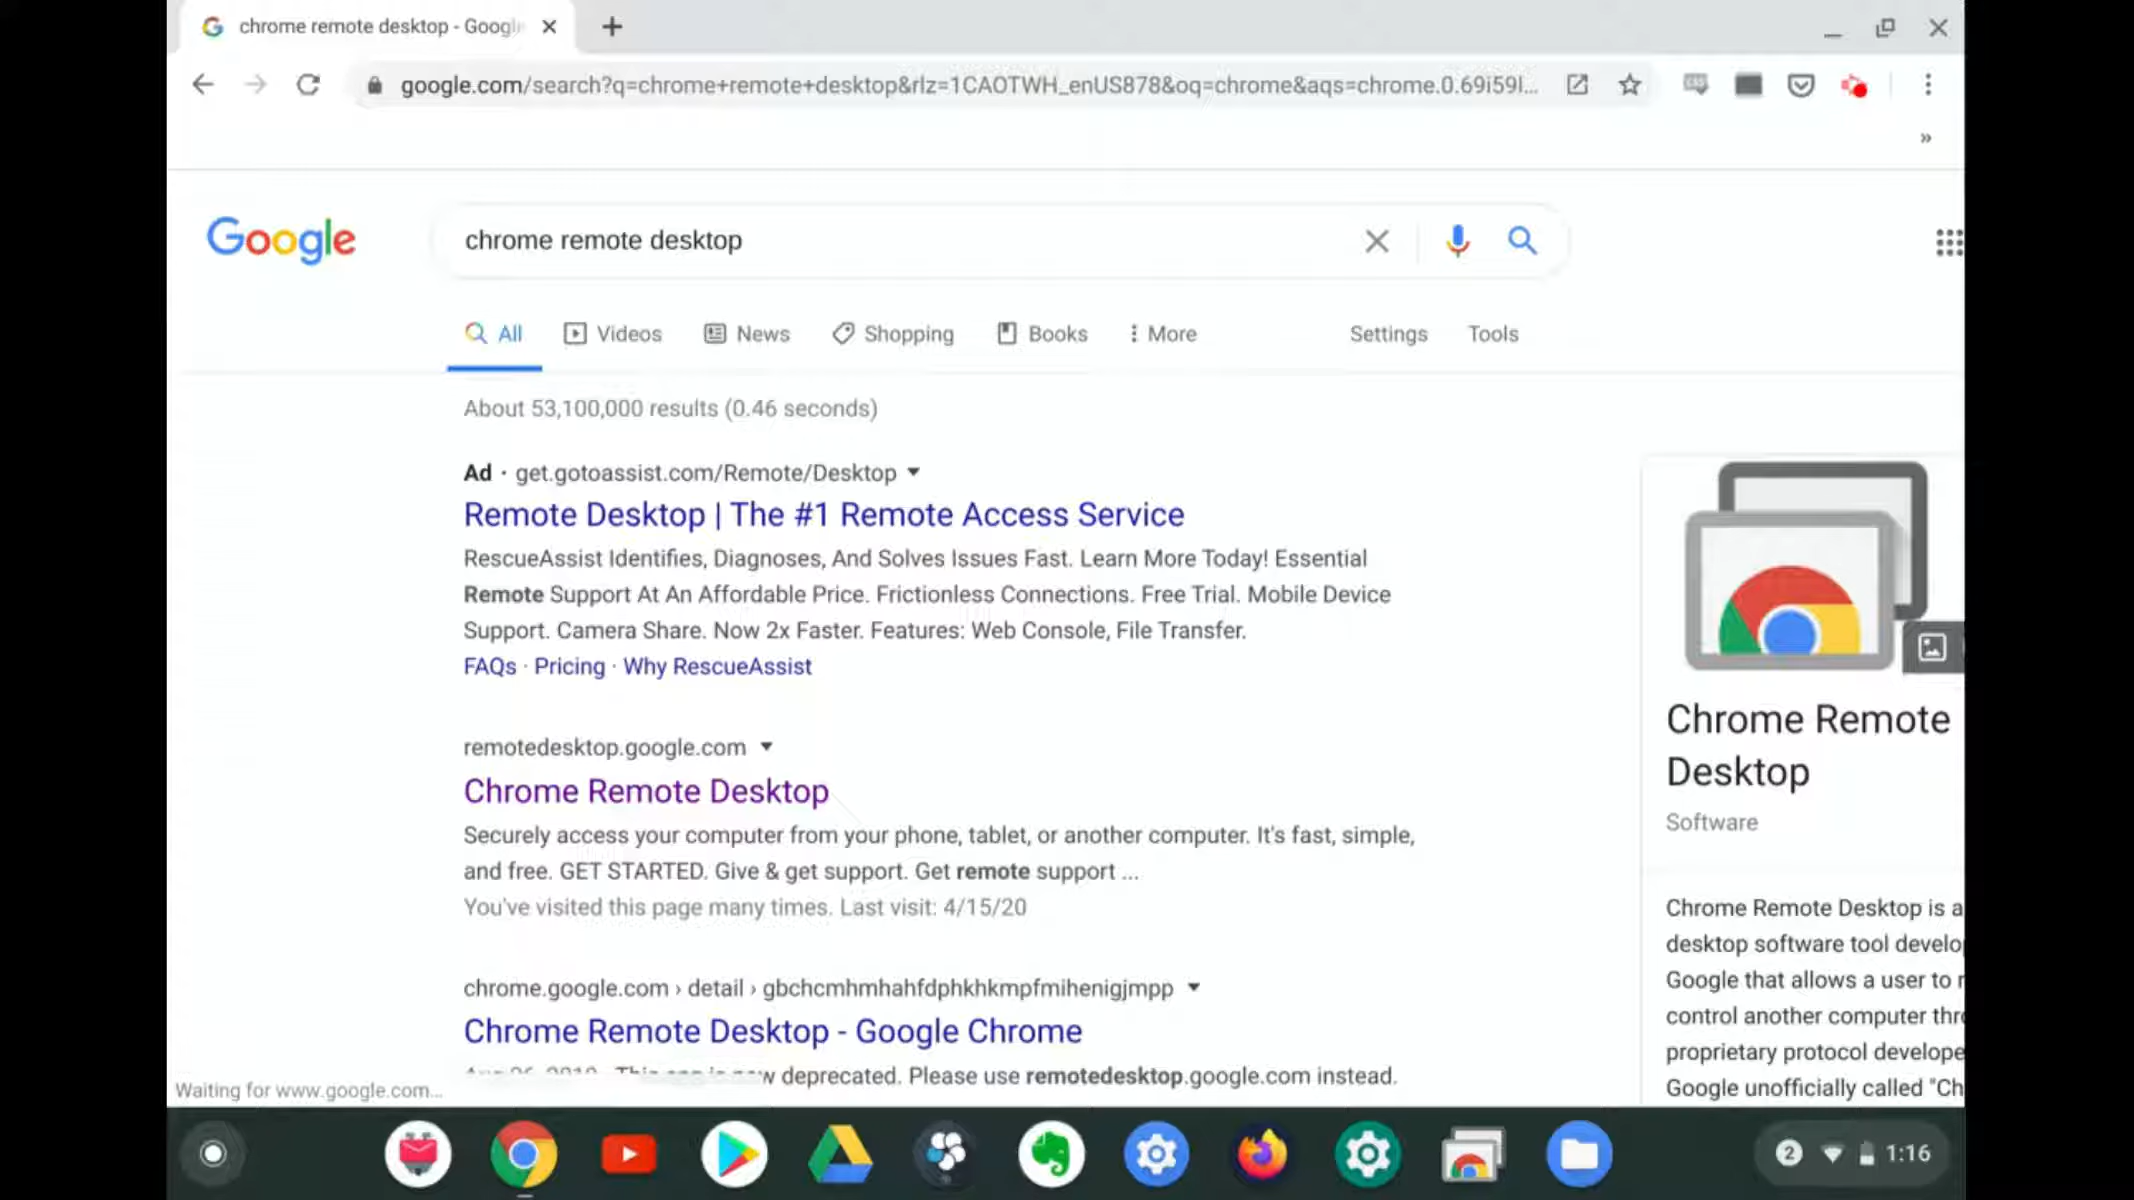 chrome remote desktop - Googl
google.com/search?q=chrome+remote+desktop&rlz=1CAOTWH_enUS878&oq=chrome&aqs=chrome.0.69i59l...
»
Google
chrome remote desktop
All Videos News Shopping Books More Settings Tools
About 53,100,000 results (0.46 seconds)
Ad · get.gotoassist.com/Remote/Desktop
Remote Desktop | The #1 Remote Access Service
RescueAssist Identifies, Diagnoses, And Solves Issues Fast. Learn More Today! Essential
Remote Support At An Affordable Price. Frictionless Connections. Free Trial. Mobile Device
Support. Camera Share. Now 2x Faster. Features: Web Console, File Transfer.
FAQs · Pricing · Why RescueAssist
remotedesktop.google.com
Chrome Remote Desktop
Securely access your computer from your phone, tablet, or another computer. It's fast, simple,
and free. GET STARTED. Give & get support. Get remote support ...
You've visited this page many times. Last visit: 4/15/20
chrome.google.com › detail › gbchcmhmhahfdphkhkmpfmihenigjmpp
Chrome Remote Desktop - Google Chrome
deprecated. Please use remotedesktop.google.com instead.
Chrome Remote
Desktop
Software
Chrome Remote Desktop is a
desktop software tool develo
Google that allows a user to r
control another computer thr
proprietary protocol develope
Google unofficially called "Ch
Waiting for www.google.com...
2 1:16